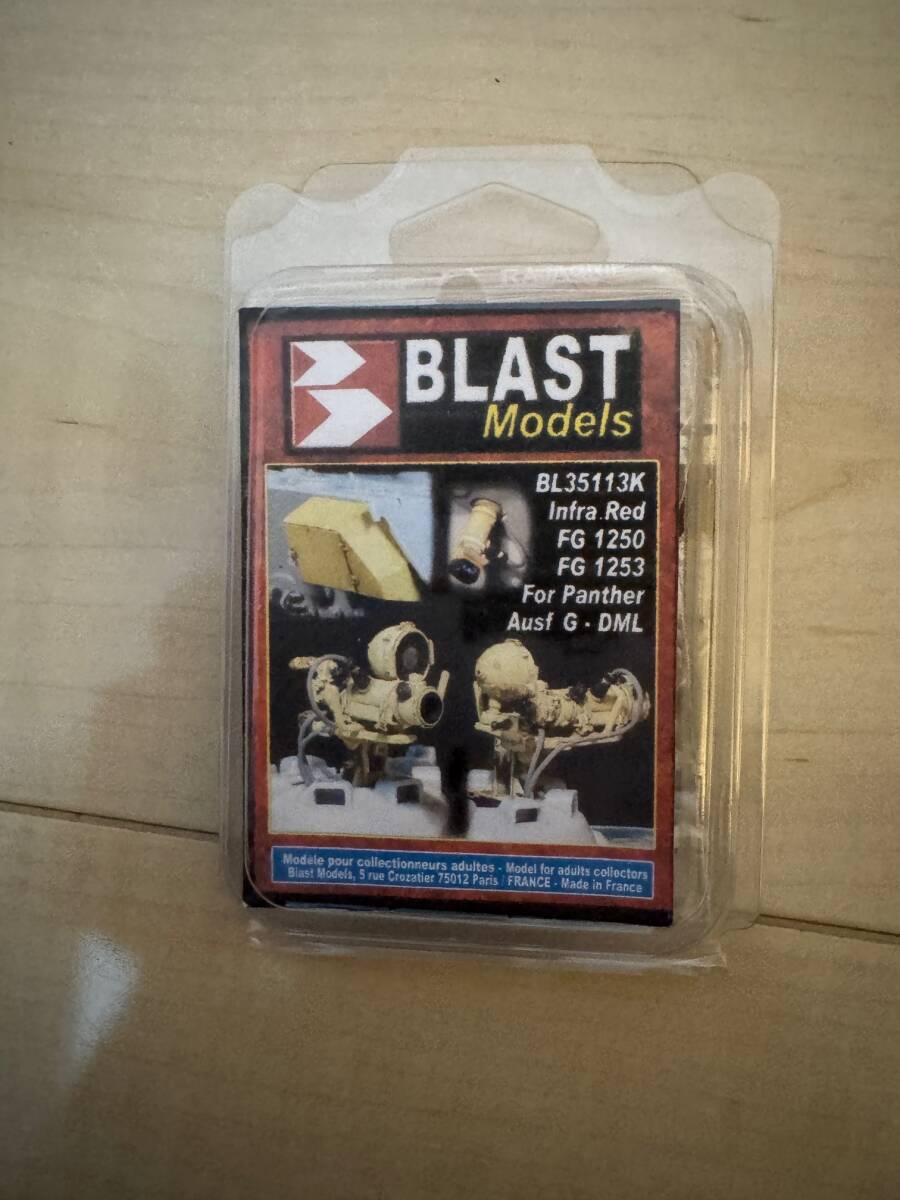 BLAST
Models
BL35113K
Infra.Red
FG 1250
FG 1253
For Panther
Ausf G - DML
Modèle pour collectionneurs adultes - Model for adults collectors
Blast Models, 5 rue Crozatier 75012 Paris / FRANCE - Made in France